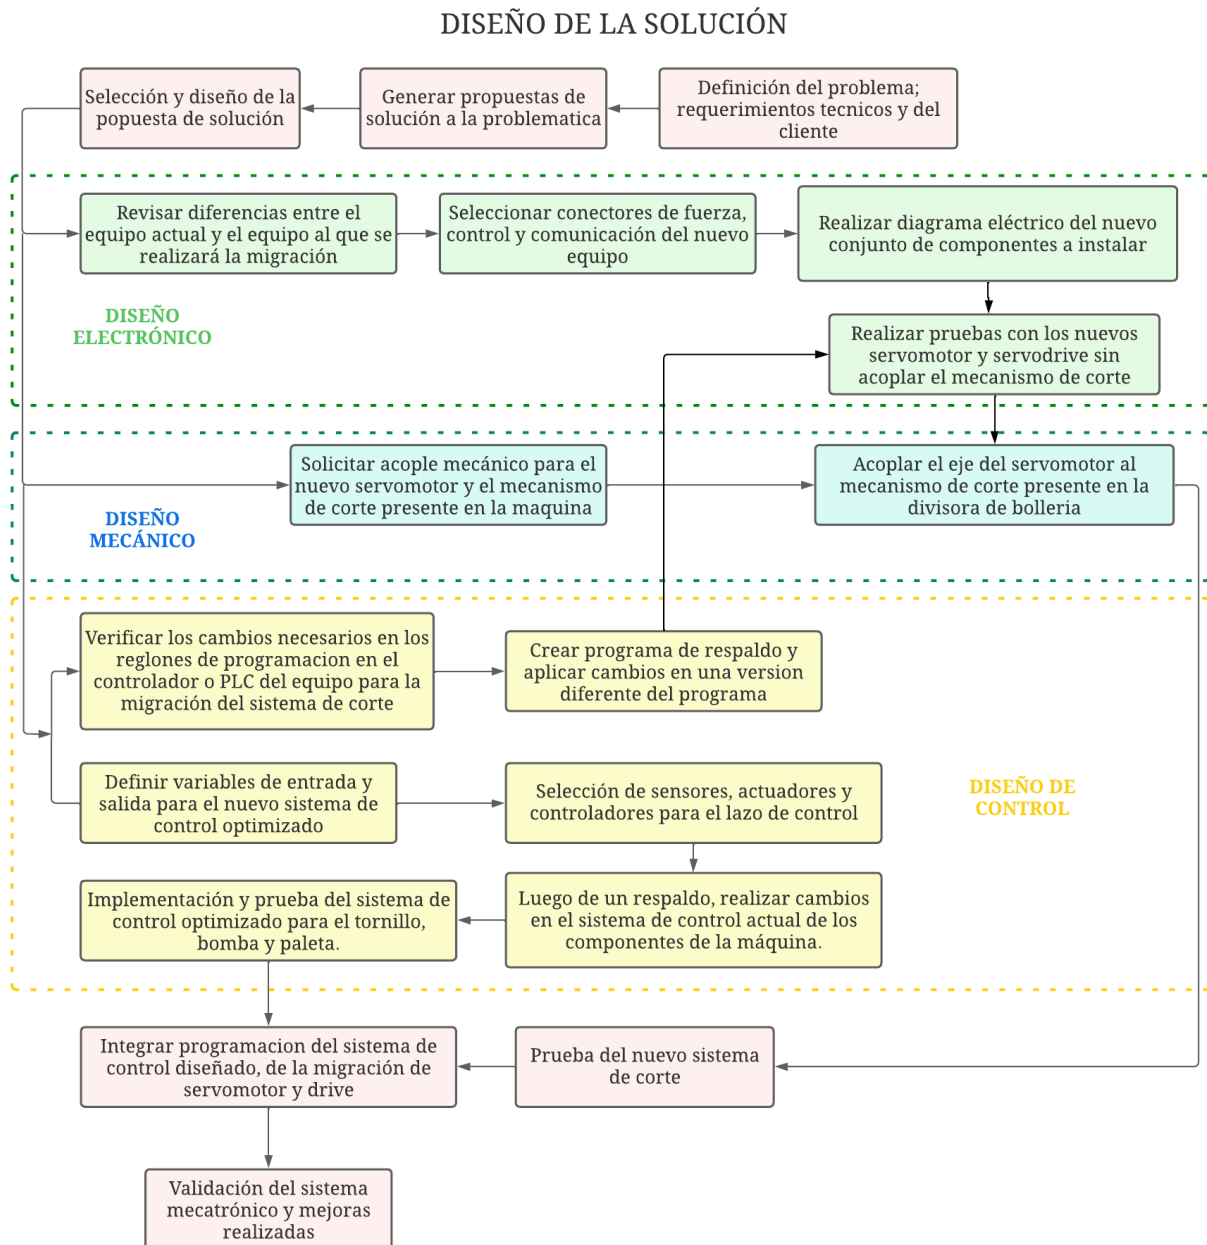 DISEÑO DE LA SOLUCIÓN
Selección y diseño de la
popuesta de solución
Generar propuestas de
solución a la problematica
Definición del problema;
requerimientos tecnicos y del
cliente
Revisar diferencias entre el
equipo actual y el equipo al que se
realizará la migración
Seleccionar conectores de fuerza,
control y comunicación del nuevo
equipo
Realizar diagrama eléctrico del nuevo
conjunto de componentes a instalar
DISEÑO
ELECTRÓNICO
Realizar pruebas con los nuevos
servomotor y servodrive sin
acoplar el mecanismo de corte
Solicitar acople mecánico para el
nuevo servomotor y el mecanismo
de corte presente en la maquina
Acoplar el eje del servomotor al
mecanismo de corte presente en la
divisora de bolleria
DISEÑO
MECÁNICO
Verificar los cambios necesarios en los
reglones de programacion en el
controlador o PLC del equipo para la
migración del sistema de corte
Crear programa de respaldo y
aplicar cambios en una version
diferente del programa
Definir variables de entrada y
salida para el nuevo sistema de
control optimizado
Selección de sensores, actuadores y
controladores para el lazo de control
DISEÑO DE
CONTROL
Implementación y prueba del sistema de
control optimizado para el tornillo,
bomba y paleta.
Luego de un respaldo, realizar cambios
en el sistema de control actual de los
componentes de la máquina.
Integrar programacion del sistema de
control diseñado, de la migración de
servomotor y drive
Prueba del nuevo sistema
de corte
Validación del sistema
mecatrónico y mejoras
realizadas